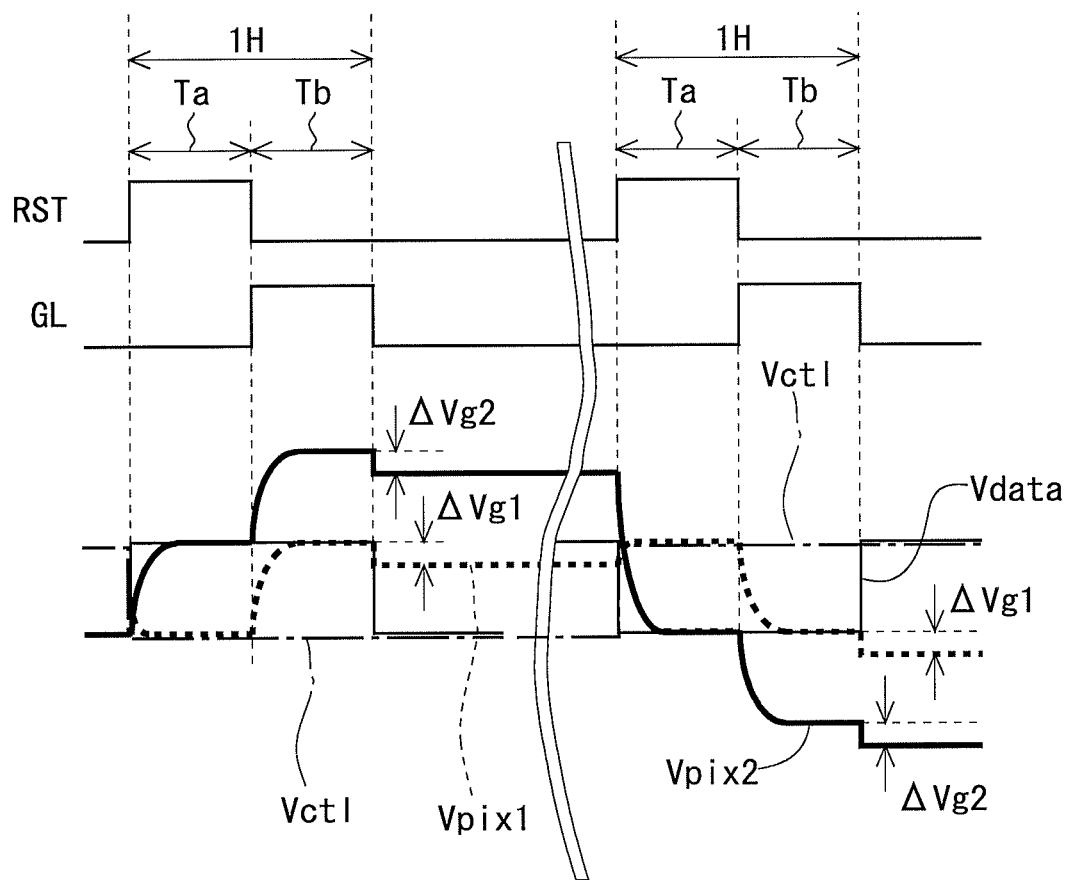 1H 1H
Ta Tb Ta Tb
RST
GL
Vctl
ΔVg2
Vdata
ΔVg1
ΔVg1
Vctl Vpix1 Vpix2 ΔVg2